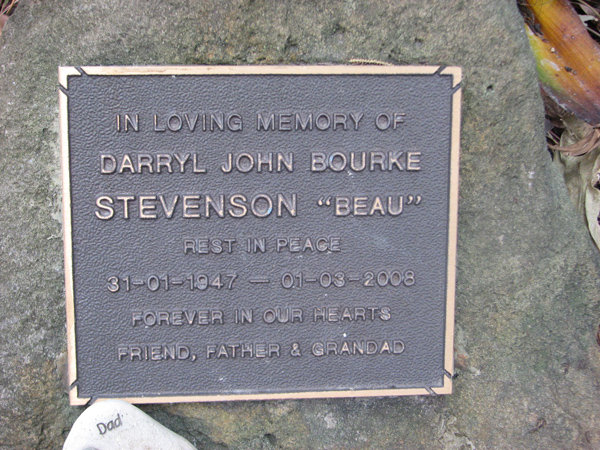 IN LOVING MEMORY OF
DARRYL JOHN BOURKE
STEVENSON "BEAU"
REST IN PEACE
31-01-1947 — 01-03-2008
FOREVER IN OUR HEARTS
FRIEND, FATHER & GRANDAD
Dad